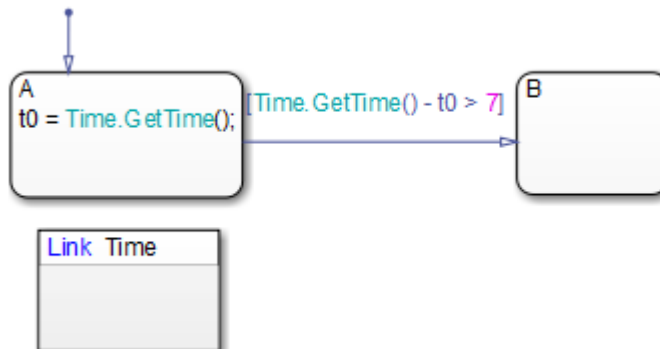 A
t0 = Time.GetTime();
[Time.GetTime() - t0 > 7]
B
Link Time